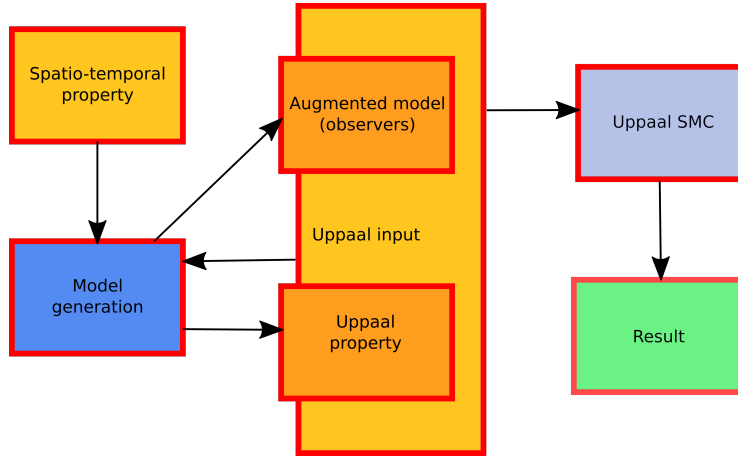 Spatio-temporal
property
Augmented model
(observers)
Uppaal SMC
Uppaal input
Model
generation
Uppaal
property
Result